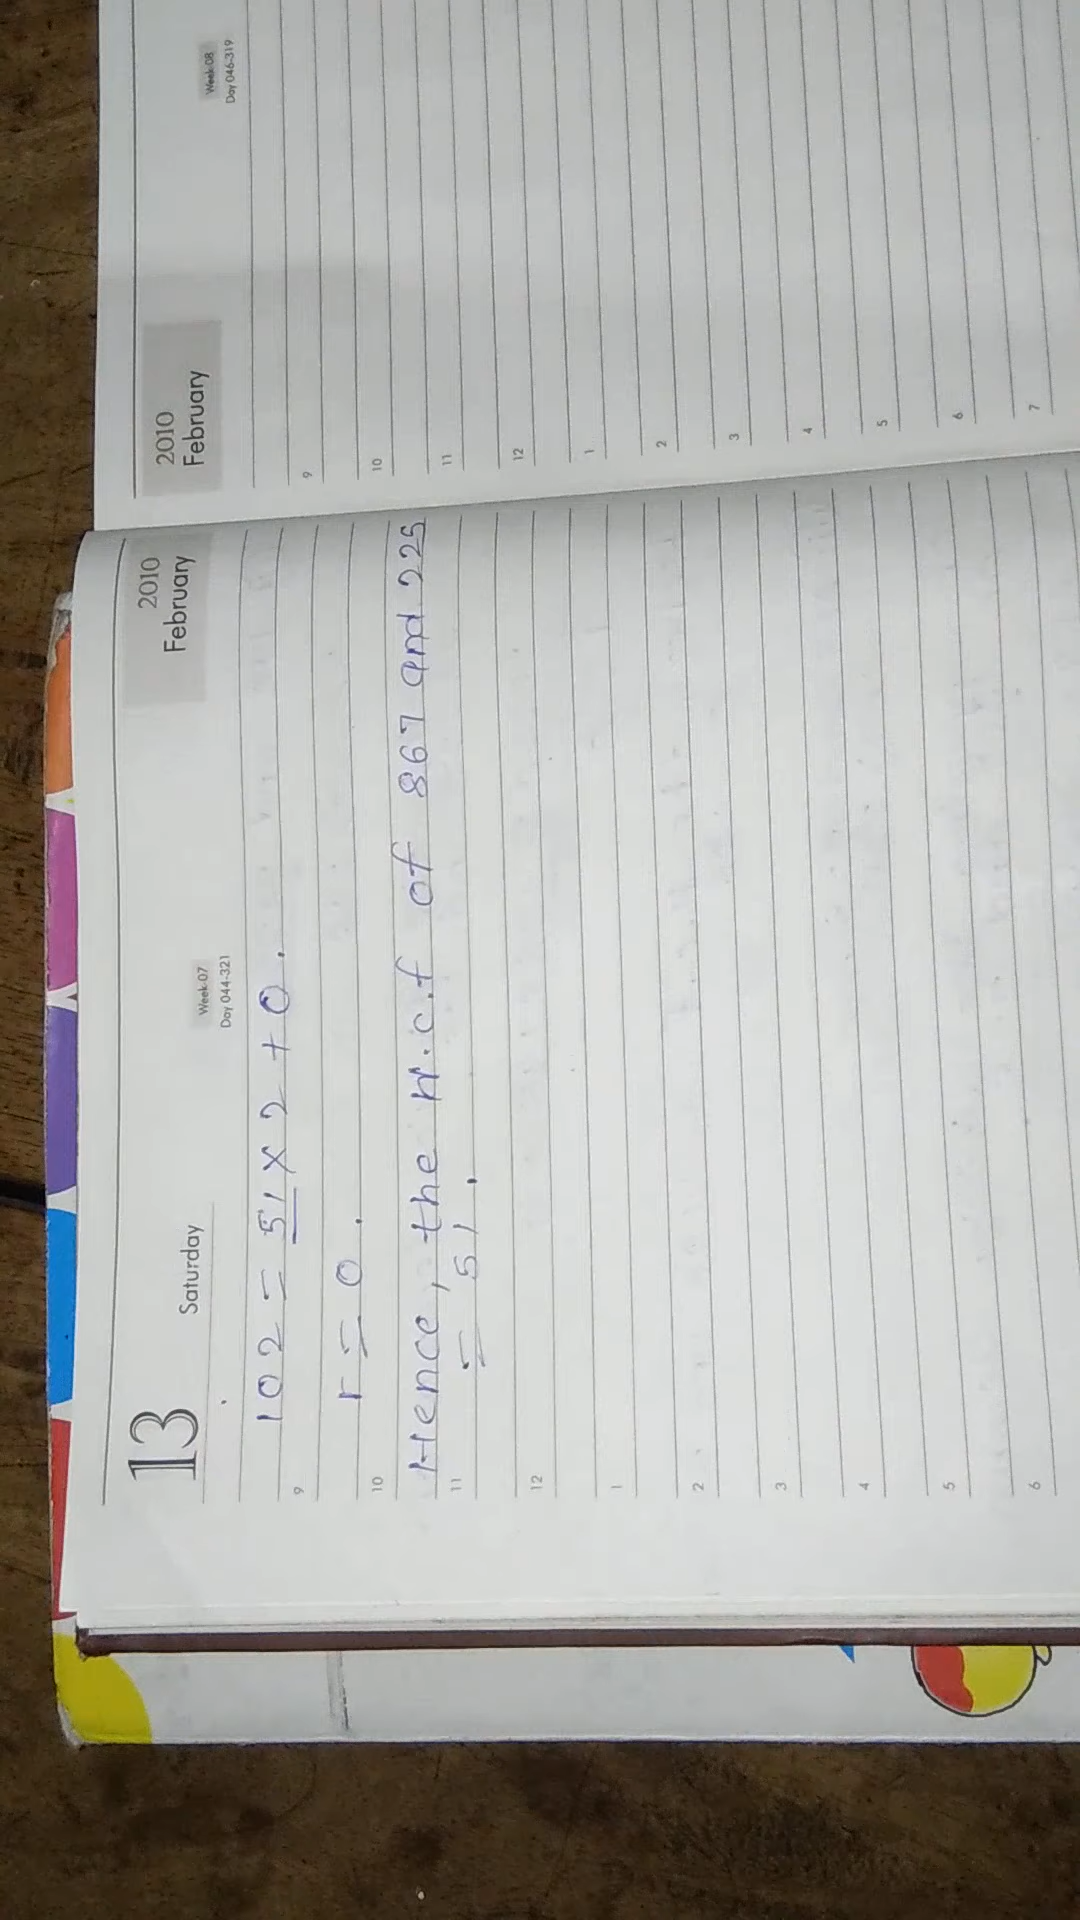 13
Saturday
Week-07
Day 044-321
2010
February
102 = 51 x 2 + 0.
9
r = 0.
10
Hence, the H.C.f of 867 and 225
11
= 51.
12
1
2
3
4
5
6
2010
February
Week-08
Day 046-319
9
10
11
12
1
2
3
4
5
6
7